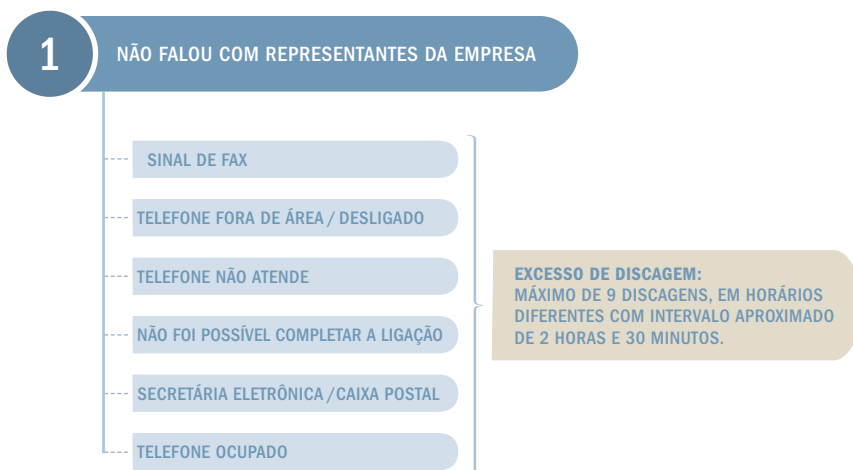 1
NÃO FALOU COM REPRESENTANTES DA EMPRESA
SINAL DE FAX
TELEFONE FORA DE ÁREA / DESLIGADO
TELEFONE NÃO ATENDE
NÃO FOI POSSÍVEL COMPLETAR A LIGAÇÃO
SECRETÁRIA ELETRÔNICA / CAIXA POSTAL
TELEFONE OCUPADO
EXCESSO DE DISCAGEM:
MÁXIMO DE 9 DISCAGENS, EM HORÁRIOS
DIFERENTES COM INTERVALO APROXIMADO
DE 2 HORAS E 30 MINUTOS.